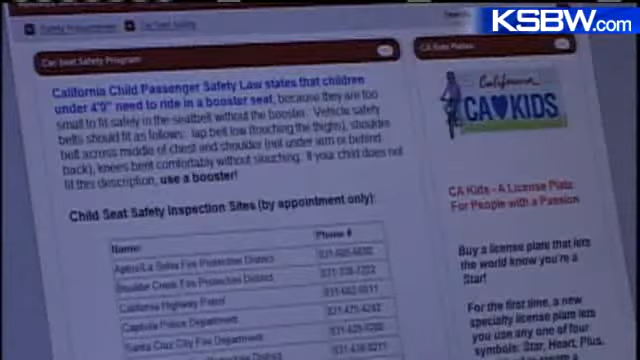 KSBW.com
Car Seat Safety
Car Seat Safety Program
CA Kids Plates
California Child Passenger Safety Law states that children
under 4'9" need to ride in a booster seat, because they are too
small to fit safely in the seatbelt without the booster. Vehicle safety
belts should fit as follows: lap belt low (touching the thighs), shoulder
belt across middle of chest and shoulder (not under arm or behind
back), knees bent comfortably without slouching. If your child does not
fit this description, use a booster!
Child Seat Safety Inspection Sites (by appointment only):
Name:
Phone #
Aptos/La Selva Fire Protection District
Boulder Creek Fire Protection District
California Highway Patrol
Capitola Police Department
Santa Cruz City Fire Department
Fire Protection District
California
CA KIDS
CA Kids - A License Plate
For People with a Passion
Buy a license plate that lets
the world know you're a
Star!
For the first time, a new
specialty license plate lets
you use any one of four
symbols: Star, Heart, Plus,